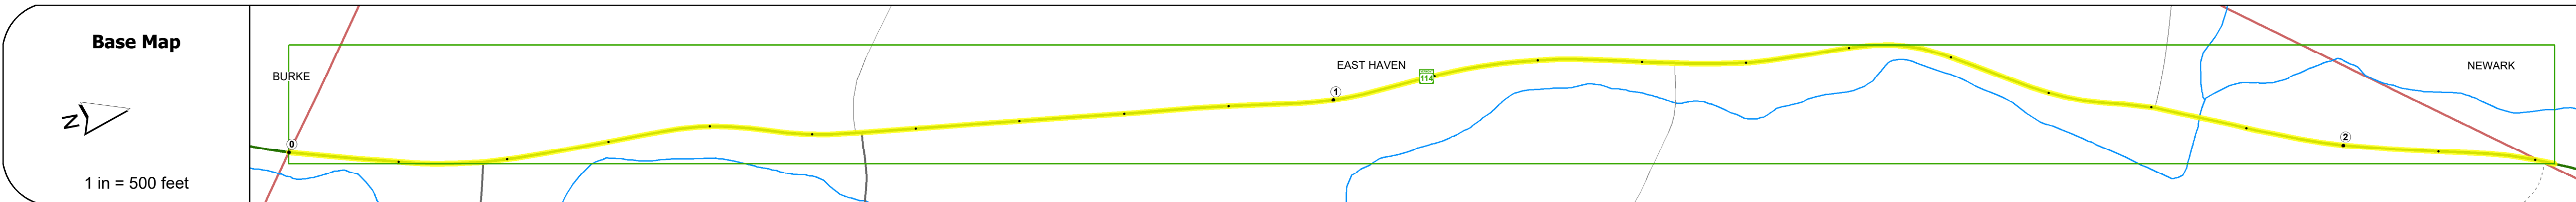 Base Map
N
1 in = 500 feet
BURKE
0
1
EAST HAVEN
114
2
NEWARK